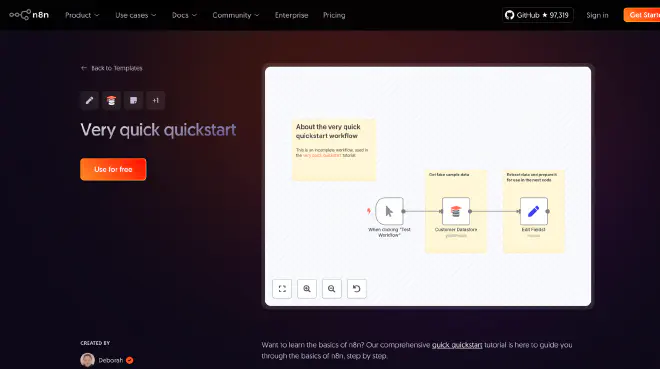 n8n Product Use cases Docs Community Enterprise Pricing GitHub ★ 97,319 Sign in Get Starte
← Back to Templates
+1
Very quick quickstart
Use for free
About the very quick
quickstart workflow
This is an incomplete workflow, used in
the very quick quickstart tutorial
Get fake sample data
Extract data and prepare it
for use in the next node
When clicking "Test
Workflow"
Customer Datastore
Edit Fields1
CREATED BY
Deborah
Want to learn the basics of n8n? Our comprehensive quick quickstart tutorial is here to guide you
through the basics of n8n, step by step.